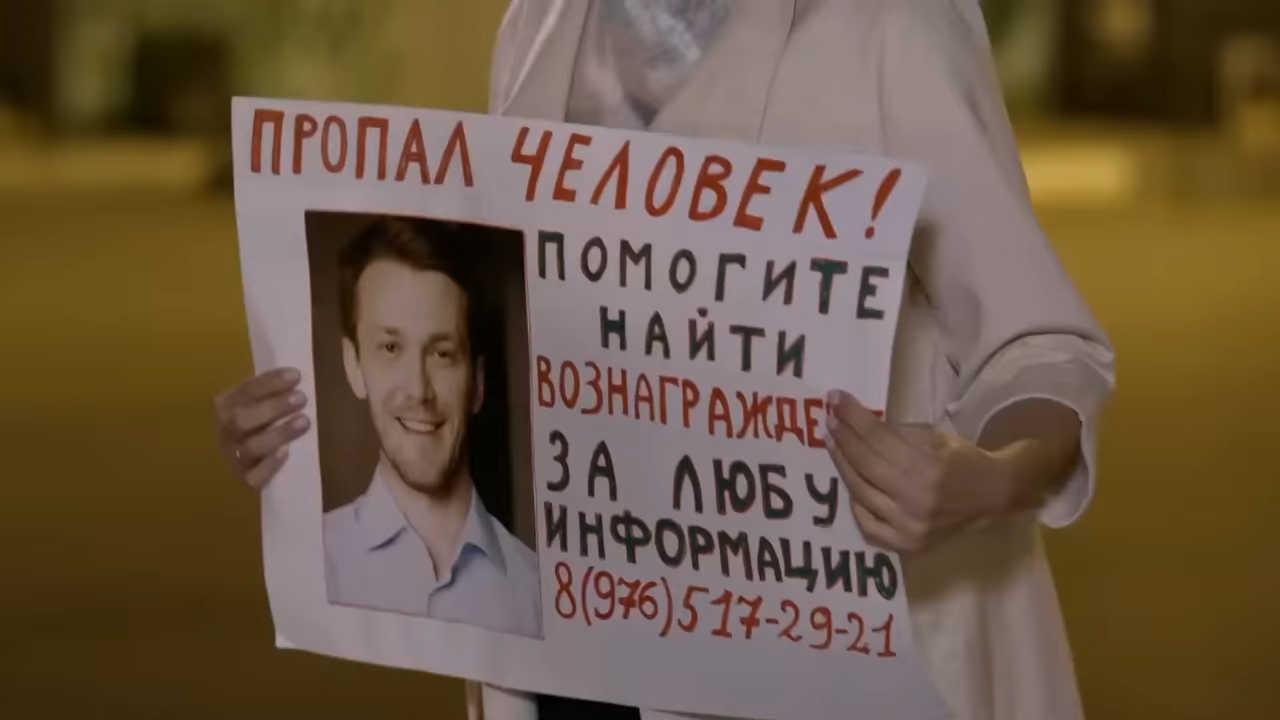 ПРОПАЛ ЧЕЛОВЕК!
ПОМОГИТЕ
НАЙТИ
ВОЗНАГРАЖДЕ
ЗА ЛЮБУ
ИНФОРМАЦИЮ
8(976)517-29-21